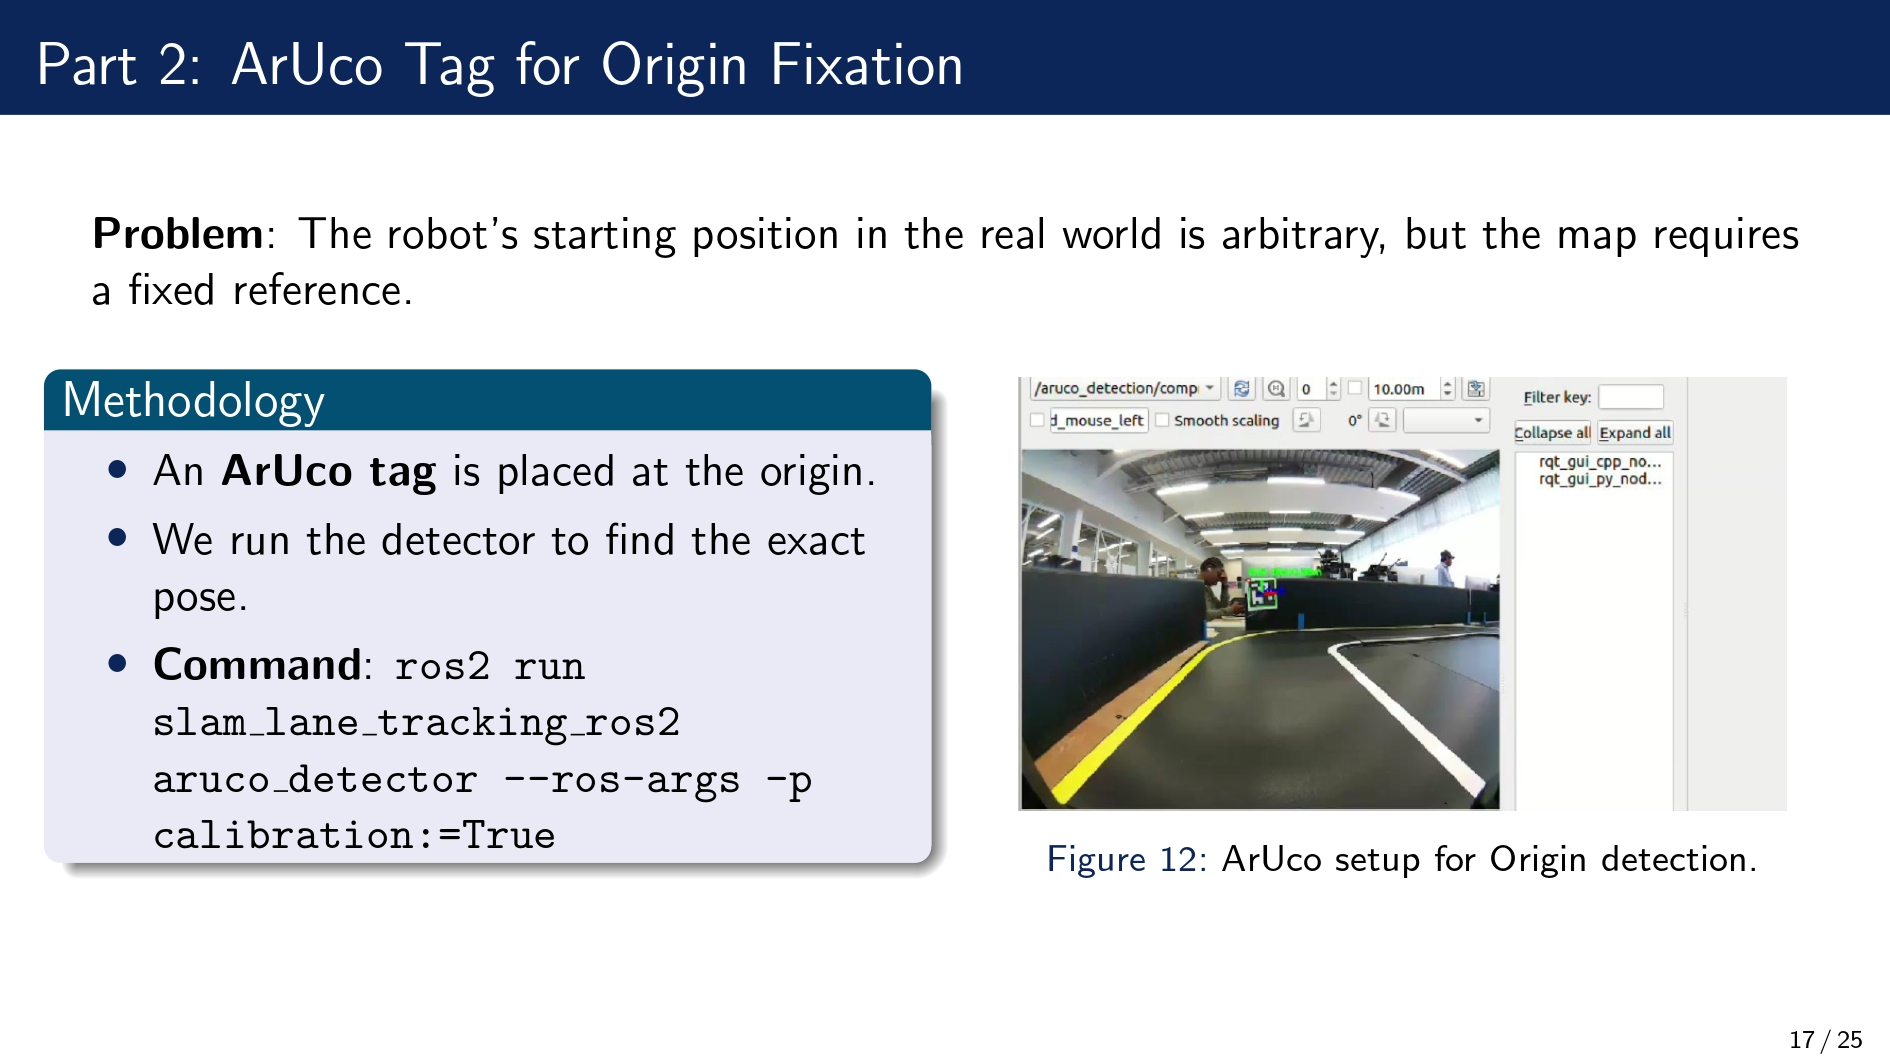 Part 2: ArUco Tag for Origin Fixation
Problem: The robot's starting position in the real world is arbitrary, but the map requires
a fixed reference.
Methodology
• An ArUco tag is placed at the origin.
• We run the detector to find the exact
pose.
• Command: ros2 run
slam_lane_tracking_ros2
aruco_detector --ros-args -p
calibration:=True
/aruco_detection/comp
0
10.00m
d_mouse_left
Smooth scaling
0°
Filter key:
Collapse all
Expand all
rqt_gui_cpp_no...
rqt_gui_py_nod...
Figure 12: ArUco setup for Origin detection.
17 / 25